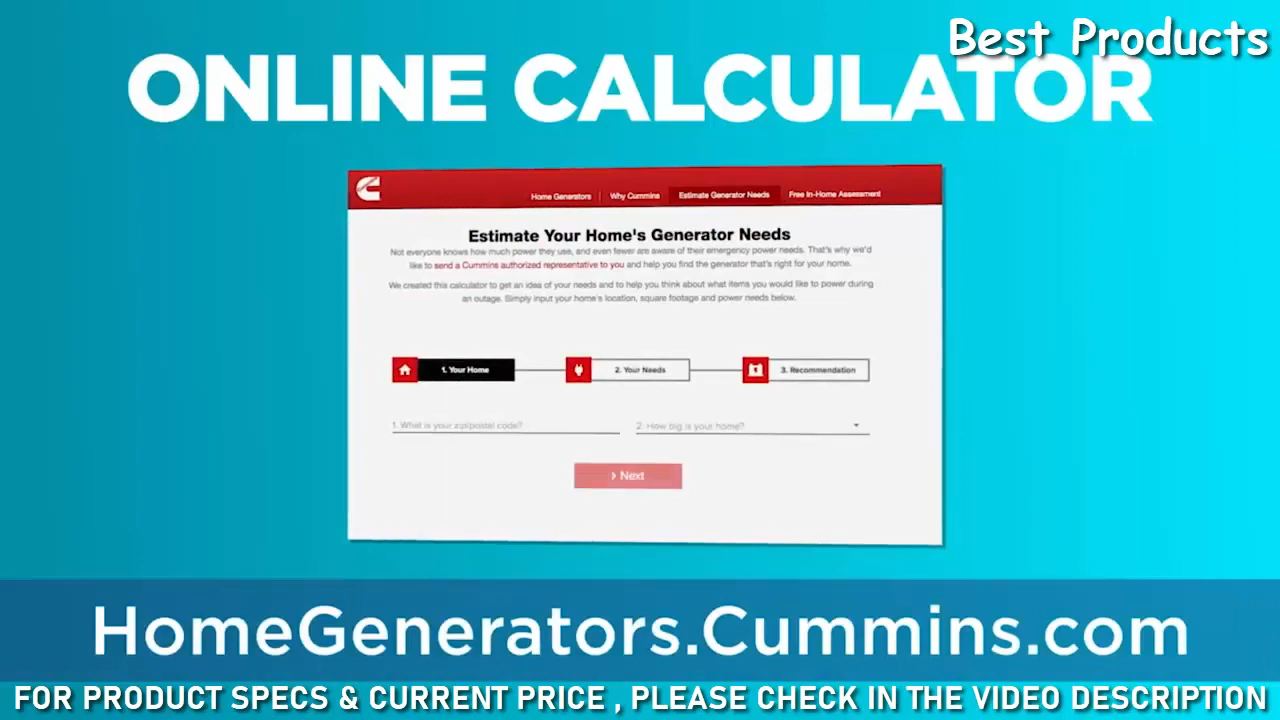 Best Products
ONLINE CALCULATOR
Home Generators | Why Cummins Estimate Generator Needs Free In-Home Assessment
Estimate Your Home's Generator Needs
Not everyone knows how much power they use, and even fewer are aware of their emergency power needs. That's why we'd
like to send a Cummins authorized representative to you and help you find the generator that's right for your home.
We created this calculator to get an idea of your needs and to help you think about what items you would like to power during
an outage. Simply input your home's location, square footage and power needs below.
1. Your Home 2. Your Needs 3. Recommendation
1. What is your zip/postal code? 2. How big is your home?
› Next
HomeGenerators.Cummins.com
FOR PRODUCT SPECS & CURRENT PRICE , PLEASE CHECK IN THE VIDEO DESCRIPTION